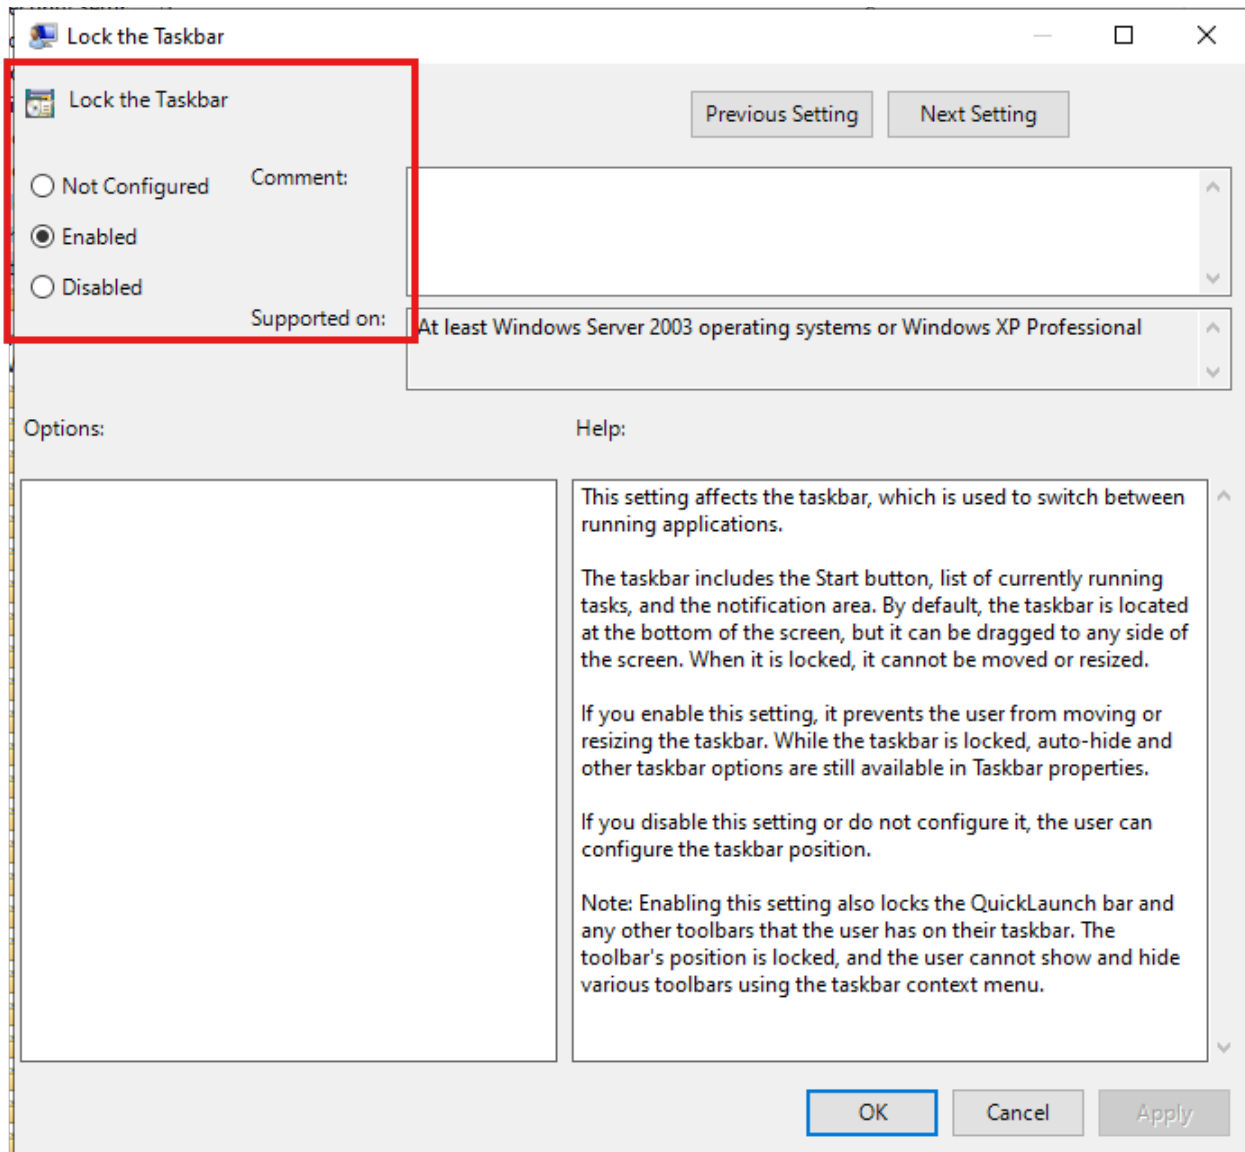 Lock the Taskbar
Lock the Taskbar
Previous Setting
Next Setting
Not Configured
Comment:
Enabled
Disabled
Supported on:
At least Windows Server 2003 operating systems or Windows XP Professional
Options:
Help:
This setting affects the taskbar, which is used to switch between
running applications.
The taskbar includes the Start button, list of currently running
tasks, and the notification area. By default, the taskbar is located
at the bottom of the screen, but it can be dragged to any side of
the screen. When it is locked, it cannot be moved or resized.
If you enable this setting, it prevents the user from moving or
resizing the taskbar. While the taskbar is locked, auto-hide and
other taskbar options are still available in Taskbar properties.
If you disable this setting or do not configure it, the user can
configure the taskbar position.
Note: Enabling this setting also locks the QuickLaunch bar and
any other toolbars that the user has on their taskbar. The
toolbar's position is locked, and the user cannot show and hide
various toolbars using the taskbar context menu.
OK
Cancel
Apply